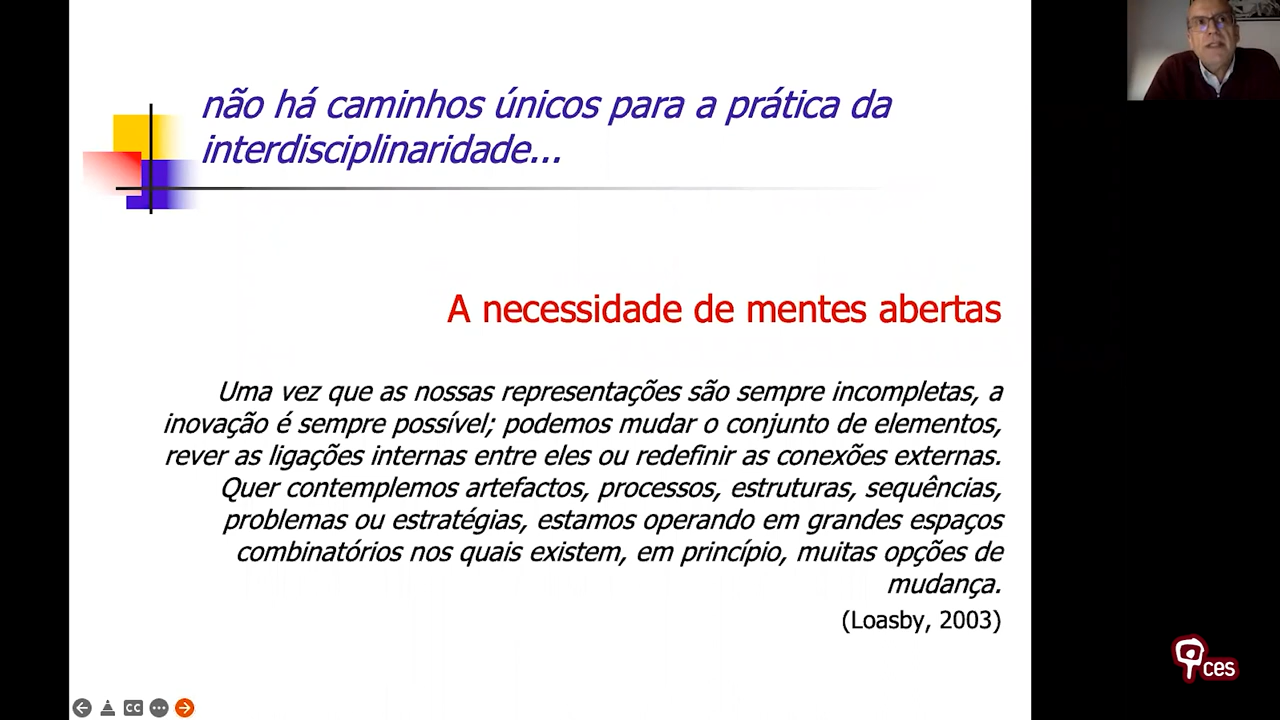 não há caminhos únicos para a prática da
interdisciplinaridade...
A necessidade de mentes abertas
Uma vez que as nossas representações são sempre incompletas, a
inovação é sempre possível; podemos mudar o conjunto de elementos,
rever as ligações internas entre eles ou redefinir as conexões externas.
Quer contemplemos artefactos, processos, estruturas, sequências,
problemas ou estratégias, estamos operando em grandes espaços
combinatórios nos quais existem, em princípio, muitas opções de
mudança.
(Loasby, 2003)
ces
CC